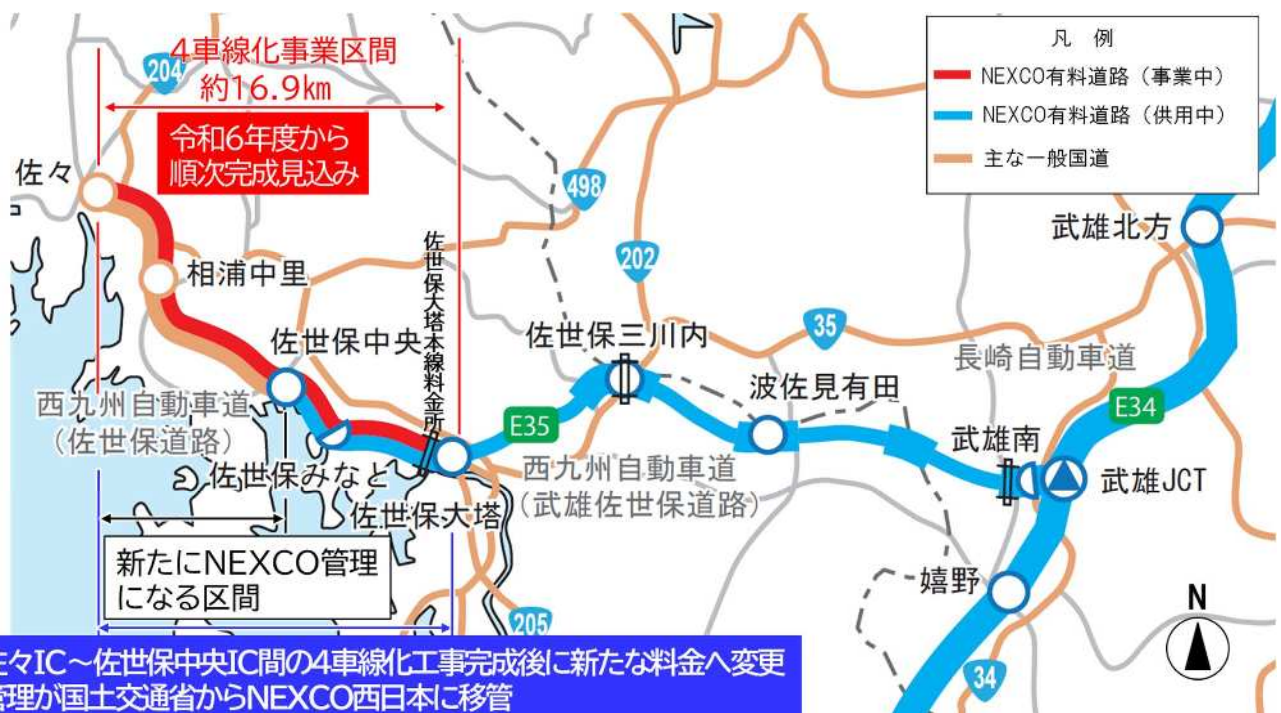 4車線化事業区間
約16.9km
令和6年度から
順次完成見込み
204
佐々
相浦中里
佐世保中央
佐世保大塔本線料金所
西九州自動車道
(佐世保道路)
佐世保みなと
佐世保大塔
新たにNEXCO管理
になる区間
498
202
佐世保三川内
35
波佐見有田
E35
西九州自動車道
(武雄佐世保道路)
205
凡 例
NEXCO有料道路(事業中)
NEXCO有料道路(供用中)
主な一般国道
武雄北方
長崎自動車道
E34
武雄南
武雄JCT
嬉野
34
N
々IC~佐世保中央IC間の4車線化工事完成後に新たな料金へ変更
管理が国土交通省からNEXCO西日本に移管